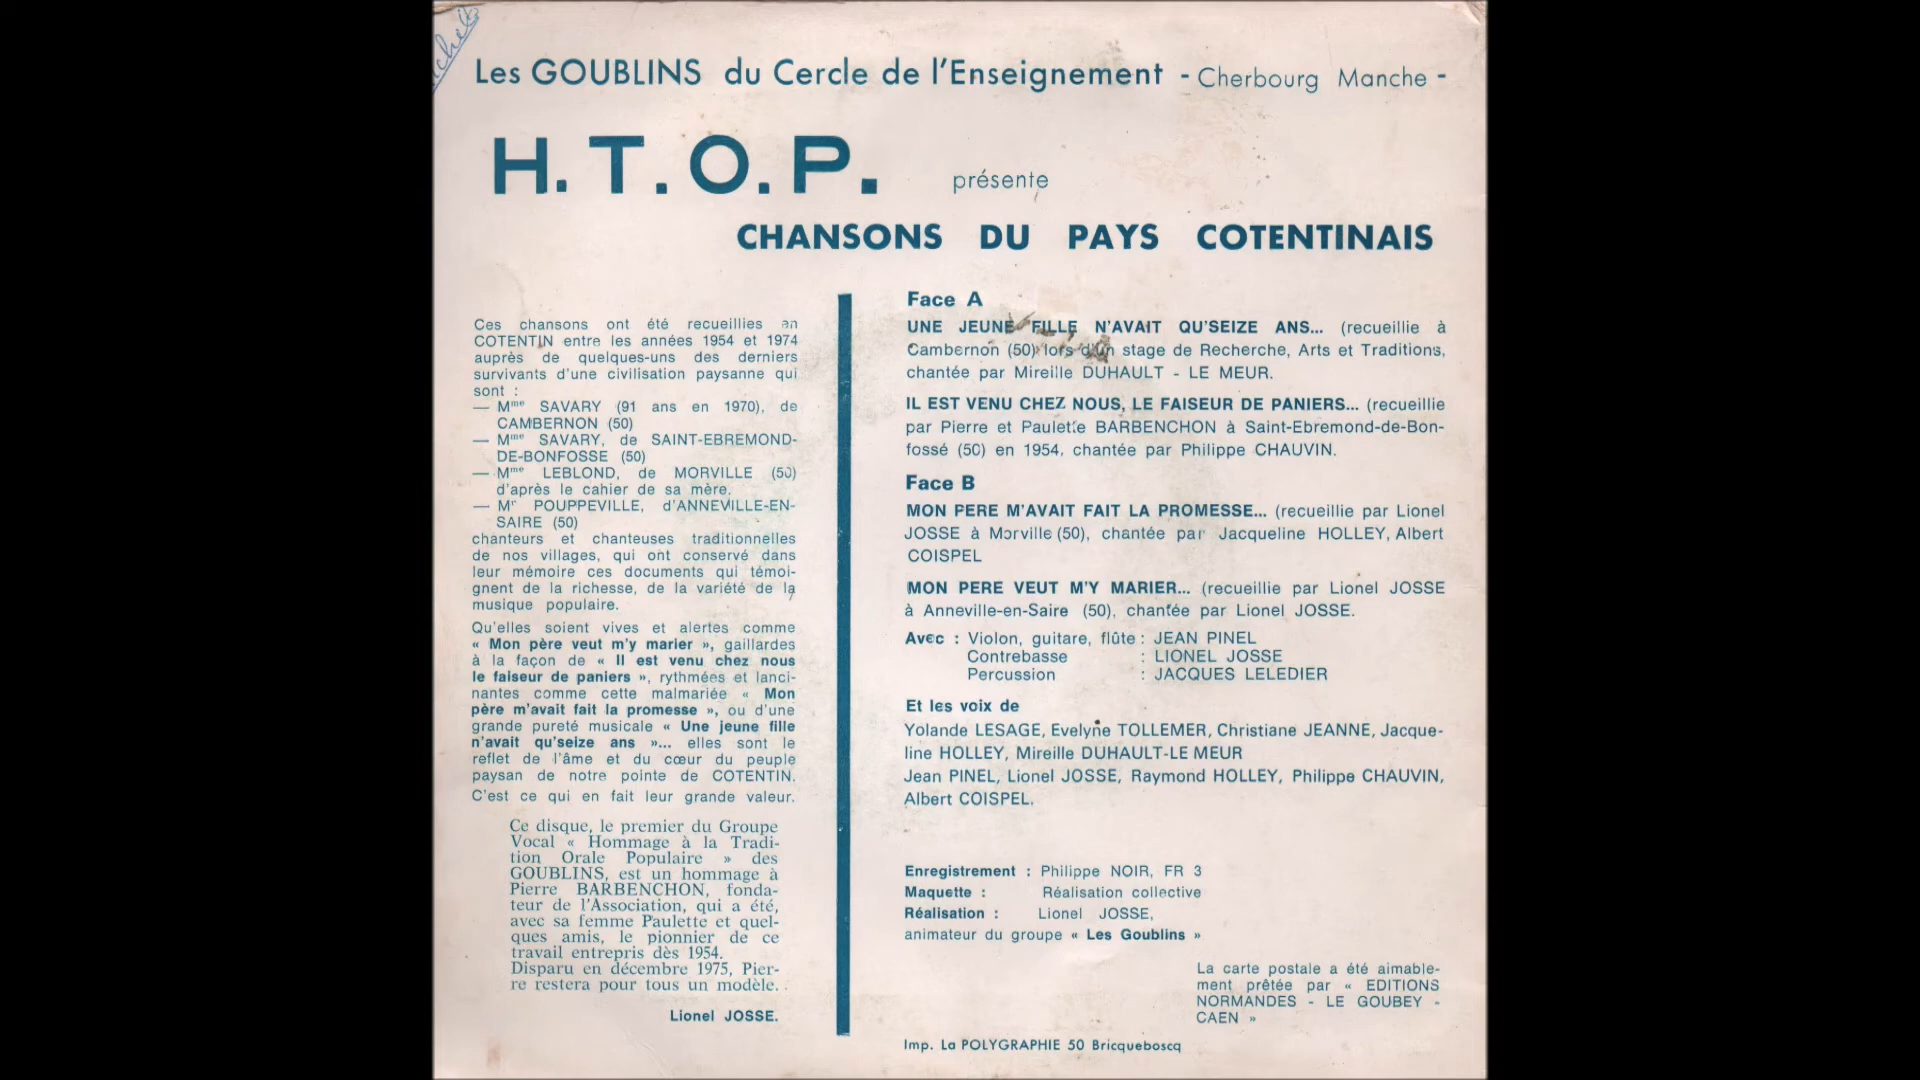 Les GOUBLINS du Cercle de l'Enseignement - Cherbourg Manche -
H.T.O.P. présente
CHANSONS DU PAYS COTENTINAIS
Ces chansons ont été recueillies en
COTENTIN entre les années 1954 et 1974
auprès de quelques-uns des derniers
survivants d'une civilisation paysanne qui
sont :
— Mme SAVARY (91 ans en 1970), de
CAMBERNON (50)
— Mme SAVARY, de SAINT-EBREMOND-
DE-BONFOSSE (50)
— Mme LEBLOND, de MORVILLE (50)
d'après le cahier de sa mère.
— Mr POUPPEVILLE, d'ANNEVILLE-EN-
SAIRE (50)
chanteurs et chanteuses traditionnelles
de nos villages, qui ont conservé dans
leur mémoire ces documents qui témoi-
gnent de la richesse, de la variété de la
musique populaire.
Qu'elles soient vives et alertes comme
« Mon père veut m'y marier », gaillardes
à la façon de « Il est venu chez nous
le faiseur de paniers », rythmées et lanci-
nantes comme cette malmariée « Mon
père m'avait fait la promesse », ou d'une
grande pureté musicale « Une jeune fille
n'avait qu'seize ans »... elles sont le
reflet de l'âme et du cœur du peuple
paysan de notre pointe de COTENTIN.
C'est ce qui en fait leur grande valeur.
Ce disque, le premier du Groupe
Vocal « Hommage à la Tradi-
tion Orale Populaire » des
GOUBLINS, est un hommage à
Pierre BARBENCHON, fonda-
teur de l'Association, qui a été,
avec sa femme Paulette et quel-
ques amis, le pionnier de ce
travail entrepris dès 1954.
Disparu en décembre 1975, Pier-
re restera pour tous un modèle.
Lionel JOSSE.
Face A
UNE JEUNE FILLE N'AVAIT QU'SEIZE ANS... (recueillie à
Cambernon (50) lors d'un stage de Recherche, Arts et Traditions,
chantée par Mireille DUHAULT - LE MEUR.
IL EST VENU CHEZ NOUS, LE FAISEUR DE PANIERS... (recueillie
par Pierre et Paulette BARBENCHON à Saint-Ebremond-de-Bon-
fossé (50) en 1954, chantée par Philippe CHAUVIN.
Face B
MON PERE M'AVAIT FAIT LA PROMESSE... (recueillie par Lionel
JOSSE à Morville (50), chantée par Jacqueline HOLLEY, Albert
COISPEL
MON PERE VEUT M'Y MARIER... (recueillie par Lionel JOSSE
à Anneville-en-Saire (50), chantée par Lionel JOSSE.
Avec : Violon, guitare, flûte : JEAN PINEL
Contrebasse : LIONEL JOSSE
Percussion : JACQUES LELEDIER
Et les voix de
Yolande LESAGE, Evelyne TOLLEMER, Christiane JEANNE, Jacque-
line HOLLEY, Mireille DUHAULT-LE MEUR
Jean PINEL, Lionel JOSSE, Raymond HOLLEY, Philippe CHAUVIN,
Albert COISPEL.
Enregistrement : Philippe NOIR, FR 3
Maquette : Réalisation collective
Réalisation : Lionel JOSSE,
animateur du groupe « Les Goublins »
La carte postale a été aimable-
ment prêtée par « EDITIONS
NORMANDES - LE GOUBEY -
CAEN »
Imp. La POLYGRAPHIE 50 Bricquebosq